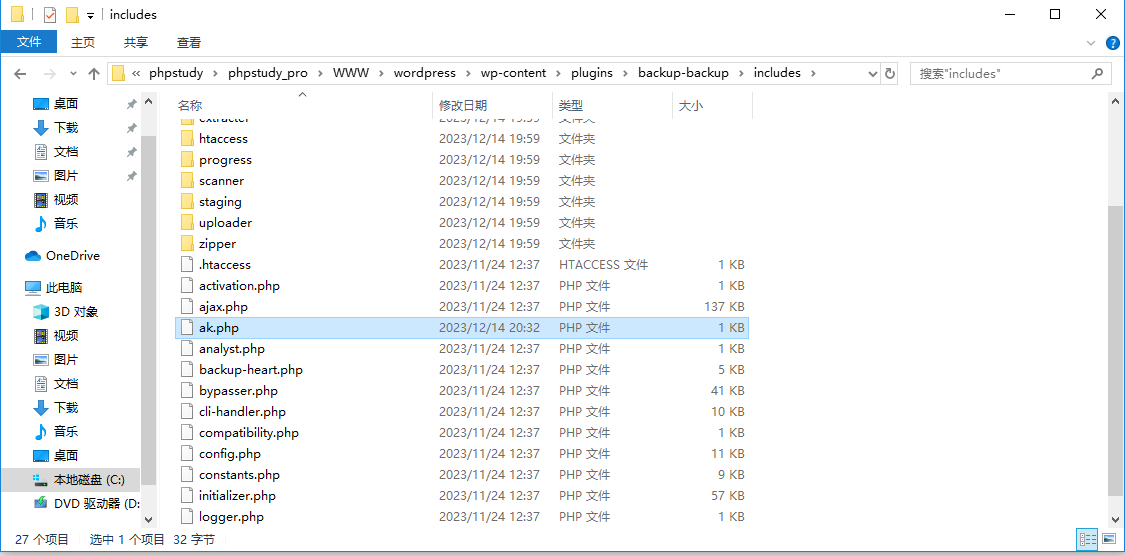 includes
文件 主页 共享 查看
« phpstudy › phpstudy_pro › WWW › wordpress › wp-content › plugins › backup-backup › includes ›
搜索"includes"
桌面
下载
文档
图片
视频
音乐
OneDrive
此电脑
3D 对象
视频
图片
文档
下载
音乐
桌面
本地磁盘 (C:)
DVD 驱动器 (D:
名称 修改日期 类型 大小
extracter 2023/12/14 19:59 文件夹
htaccess 2023/12/14 19:59 文件夹
progress 2023/12/14 19:59 文件夹
scanner 2023/12/14 19:59 文件夹
staging 2023/12/14 19:59 文件夹
uploader 2023/12/14 19:59 文件夹
zipper 2023/12/14 19:59 文件夹
.htaccess 2023/11/24 12:37 HTACCESS 文件 1 KB
activation.php 2023/11/24 12:37 PHP 文件 1 KB
ajax.php 2023/11/24 12:37 PHP 文件 137 KB
ak.php 2023/12/14 20:32 PHP 文件 1 KB
analyst.php 2023/11/24 12:37 PHP 文件 1 KB
backup-heart.php 2023/11/24 12:37 PHP 文件 5 KB
bypasser.php 2023/11/24 12:37 PHP 文件 41 KB
cli-handler.php 2023/11/24 12:37 PHP 文件 10 KB
compatibility.php 2023/11/24 12:37 PHP 文件 1 KB
config.php 2023/11/24 12:37 PHP 文件 11 KB
constants.php 2023/11/24 12:37 PHP 文件 9 KB
initializer.php 2023/11/24 12:37 PHP 文件 57 KB
logger.php 2023/11/24 12:37 PHP 文件 1 KB
27 个项目 选中 1 个项目 32 字节